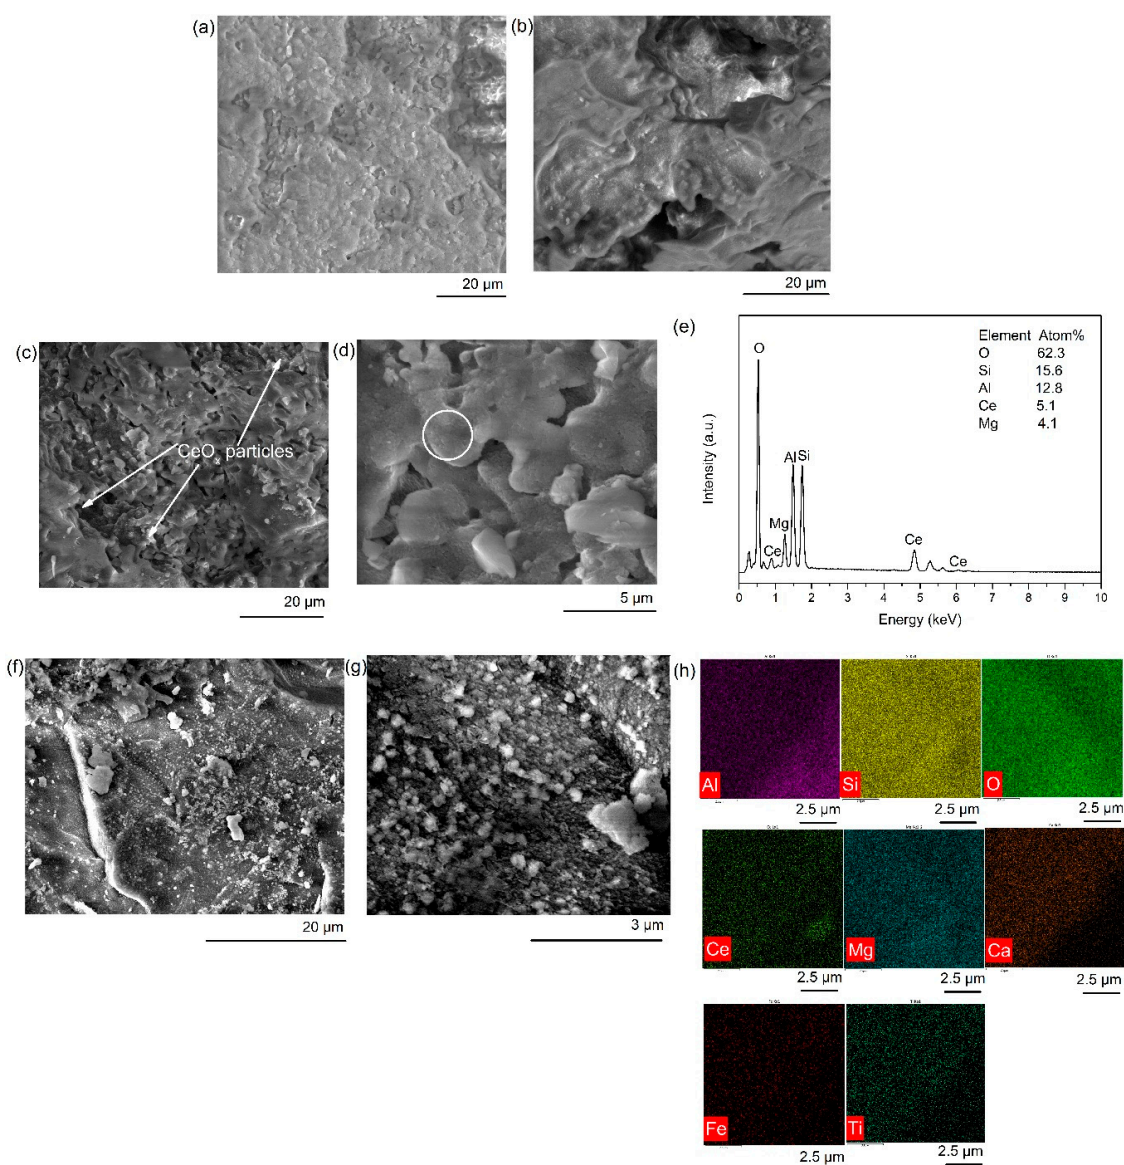 (a)
(b)
20 µm
20 µm
(c)
CeOx particles
20 µm
(d)
5 µm
(e)
Element Atom%
O 62.3
Si 15.6
Al 12.8
Ce 5.1
Mg 4.1
O
Al Si
Mg
Ce
Ce
Ce
Intensity (a.u.)
0 1 2 3 4 5 6 7 8 9 10
Energy (keV)
(f)
20 µm
(g)
3 µm
(h)
Al
Si
O
2.5 µm
2.5 µm
2.5 µm
Ce
Mg
Ca
2.5 µm
2.5 µm
2.5 µm
Fe
Ti
2.5 µm
2.5 µm